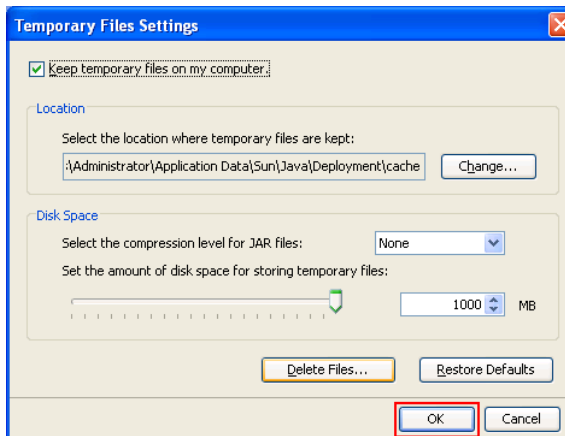 Temporary Files Settings
Keep temporary files on my computer.
Location
Select the location where temporary files are kept:
:\Administrator\Application Data\Sun\Java\Deployment\cache
Change...
Disk Space
Select the compression level for JAR files:
None
Set the amount of disk space for storing temporary files:
1000
MB
Delete Files...
Restore Defaults
OK
Cancel